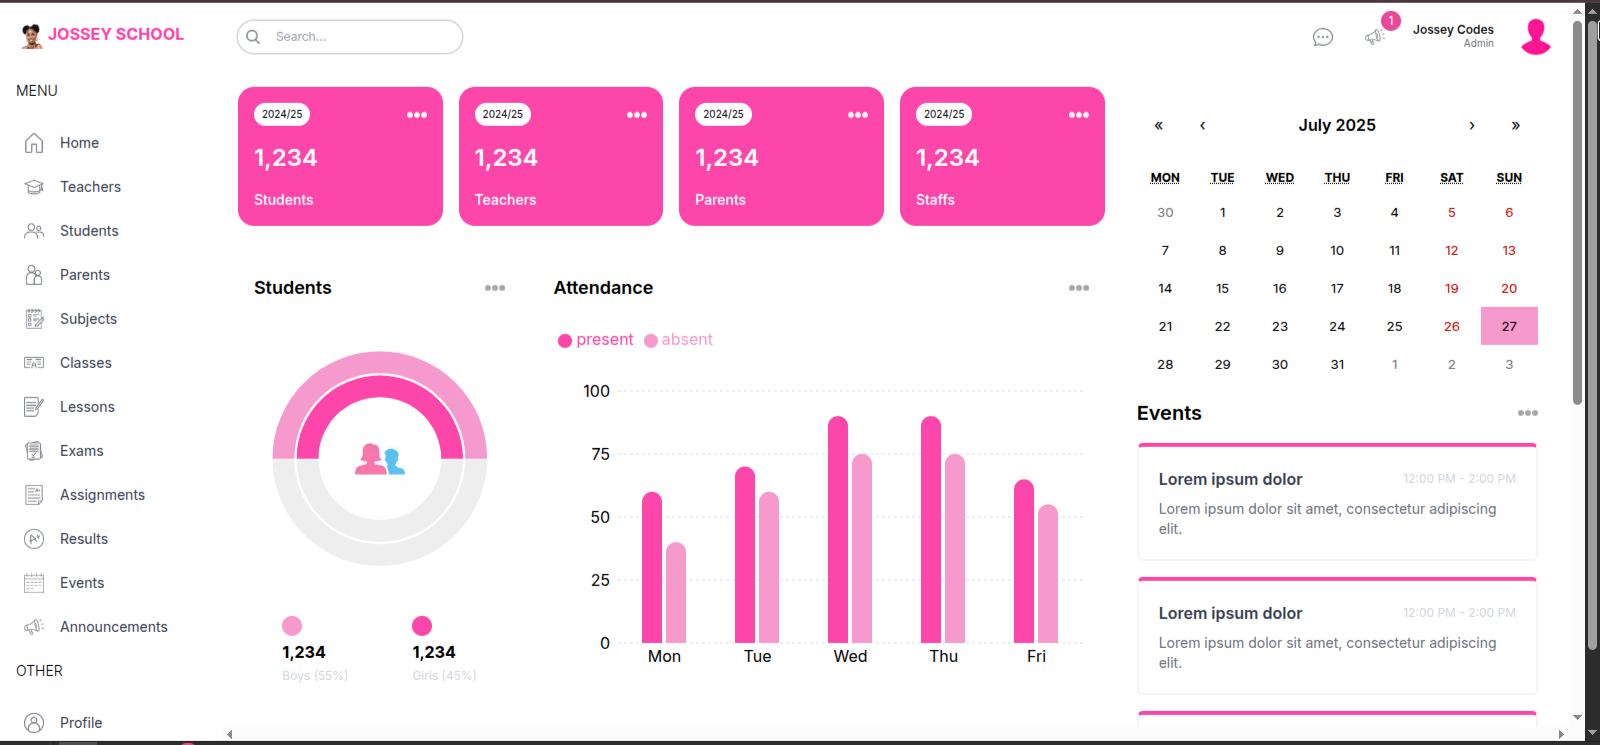 JOSSEY SCHOOL
Search...
1
Jossey Codes
Admin
MENU
Home
Teachers
Students
Parents
Subjects
Classes
Lessons
Exams
Assignments
Results
Events
Announcements
OTHER
Profile
2024/25
1,234
Students
2024/25
1,234
Teachers
2024/25
1,234
Parents
2024/25
1,234
Staffs
Students
1,234
Boys (55%)
1,234
Girls (45%)
Attendance
present absent
100
75
50
25
0
Mon Tue Wed Thu Fri
« ‹ July 2025 › »
MON TUE WED THU FRI SAT SUN
30 1 2 3 4 5 6
7 8 9 10 11 12 13
14 15 16 17 18 19 20
21 22 23 24 25 26 27
28 29 30 31 1 2 3
Events
Lorem ipsum dolor 12:00 PM - 2:00 PM
Lorem ipsum dolor sit amet, consectetur adipiscing
elit.
Lorem ipsum dolor 12:00 PM - 2:00 PM
Lorem ipsum dolor sit amet, consectetur adipiscing
elit.